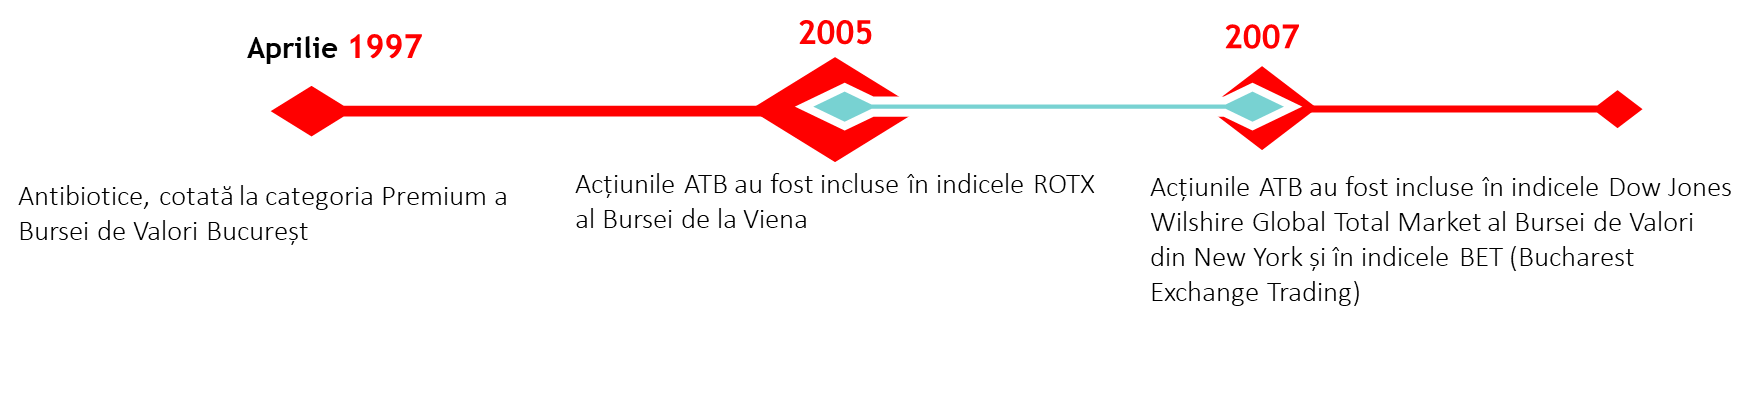 Aprilie 1997
Antibiotice, cotată la categoria Premium a
Bursei de Valori Bucureșt
2005
Acțiunile ATB au fost incluse în indicele ROTX
al Bursei de la Viena
2007
Acțiunile ATB au fost incluse în indicele Dow Jones
Wilshire Global Total Market al Bursei de Valori
din New York și în indicele BET (Bucharest
Exchange Trading)